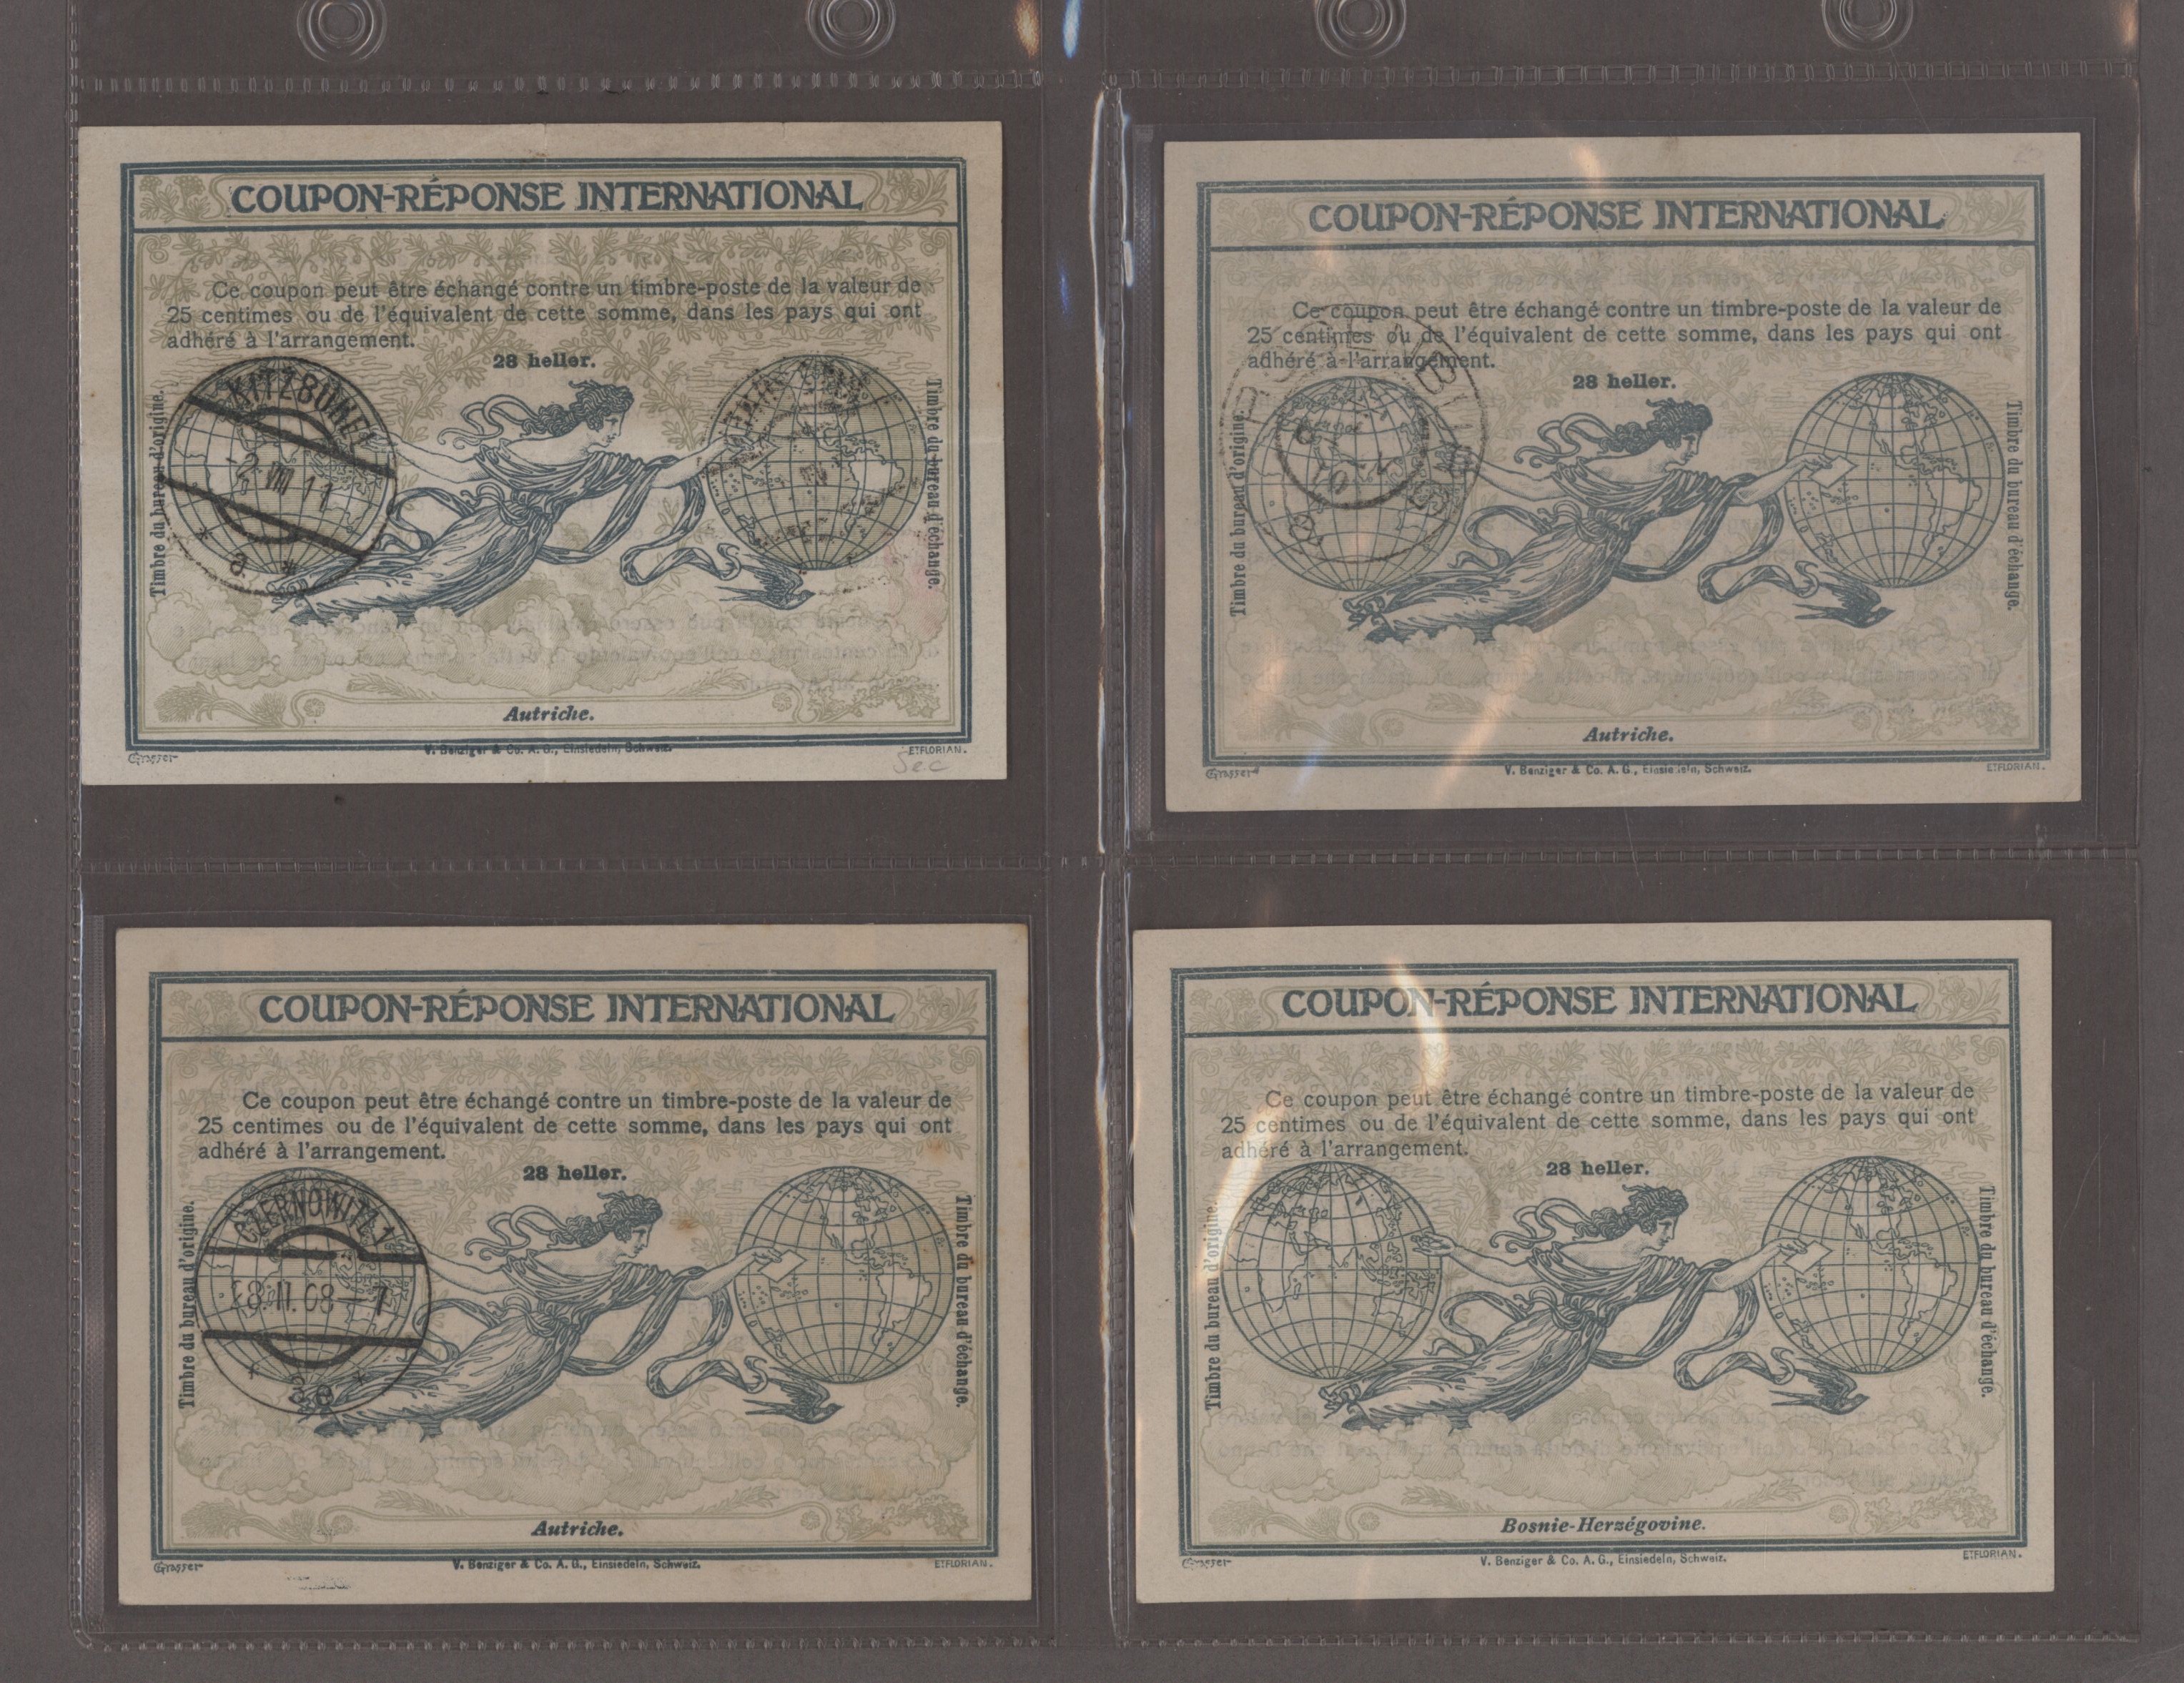 COUPON-RÉPONSE INTERNATIONAL
Ce coupon peut être échangé contre un timbre-poste de la valeur de
25 centimes ou de l'équivalent de cette somme, dans les pays qui ont
adhéré à l'arrangement.
28 heller.
Timbre du bureau d'origine.
KITZBÜHEL
2 VIII 11
a
Timbre du bureau d'échange.
Autriche.
V. Benziger & Co. A. G., Einsiedeln, Schweiz.
Grasset
E.FLORIAN.
COUPON-RÉPONSE INTERNATIONAL
Ce coupon peut être échangé contre un timbre-poste de la valeur de
25 centimes ou de l'équivalent de cette somme, dans les pays qui ont
adhéré à l'arrangement.
28 heller.
Timbre du bureau d'origine.
Timbre du bureau d'échange.
Autriche.
V. Benziger & Co. A. G., Einsiedeln, Schweiz.
Grasset
E.FLORIAN.
COUPON-RÉPONSE INTERNATIONAL
Ce coupon peut être échangé contre un timbre-poste de la valeur de
25 centimes ou de l'équivalent de cette somme, dans les pays qui ont
adhéré à l'arrangement.
28 heller.
Timbre du bureau d'origine.
CZERNOWITZ 1
Timbre du bureau d'échange.
Autriche.
V. Benziger & Co. A. G., Einsiedeln, Schweiz.
Grasset
E.FLORIAN.
COUPON-RÉPONSE INTERNATIONAL
Ce coupon peut être échangé contre un timbre-poste de la valeur de
25 centimes ou de l'équivalent de cette somme, dans les pays qui ont
adhéré à l'arrangement.
28 heller.
Timbre du bureau d'origine.
Timbre du bureau d'échange.
Bosnie-Herzégovine.
V. Benziger & Co. A. G., Einsiedeln, Schweiz.
Grasset
E.FLORIAN.